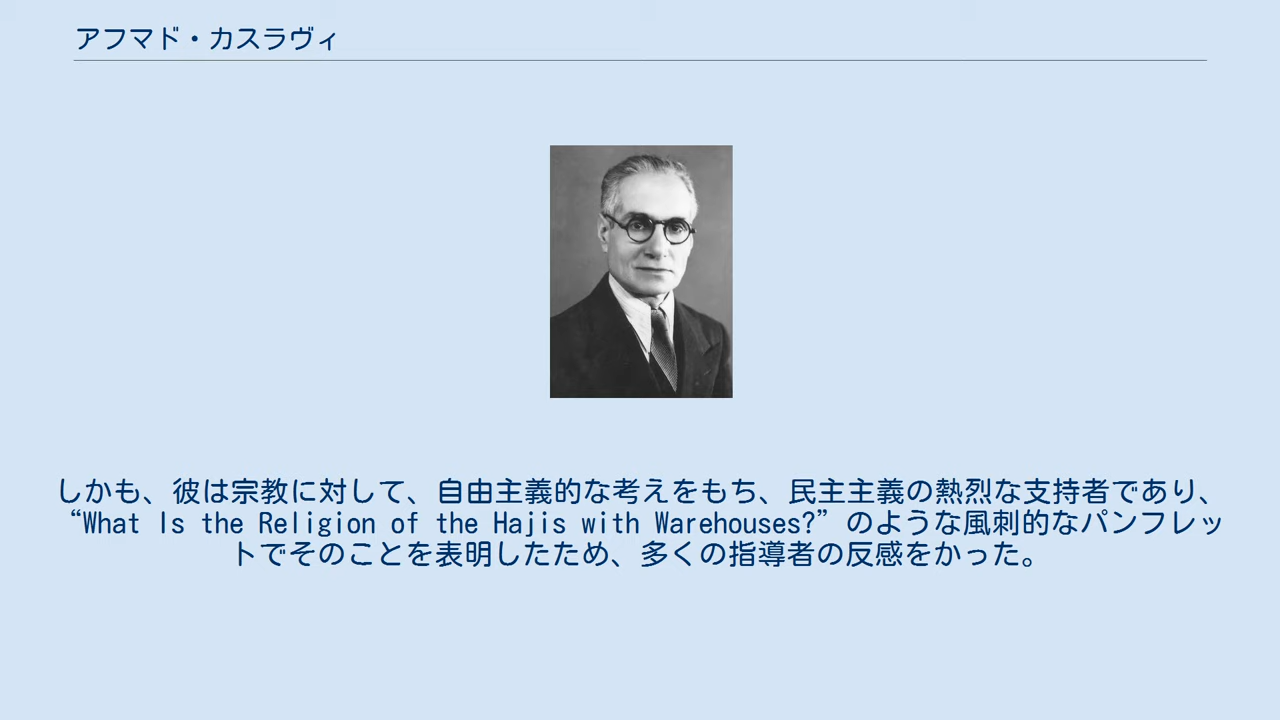 アフマド・カスラヴィ
しかも、彼は宗教に対して、自由主義的な考えをもち、民主主義の熱烈な支持者であり、
“What Is the Religion of the Hajis with Warehouses?”のような風刺的なパンフレッ
トでそのことを表明したため、多くの指導者の反感をかった。